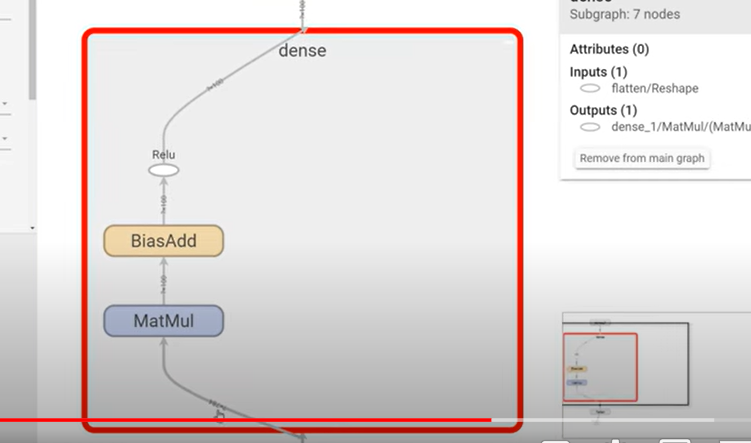 dense
Relu
BiasAdd
MatMul
Subgraph: 7 nodes
Attributes (0)
Inputs (1)
flatten/Reshape
Outputs (1)
dense_1/MatMul/(MatMu
Remove from main graph